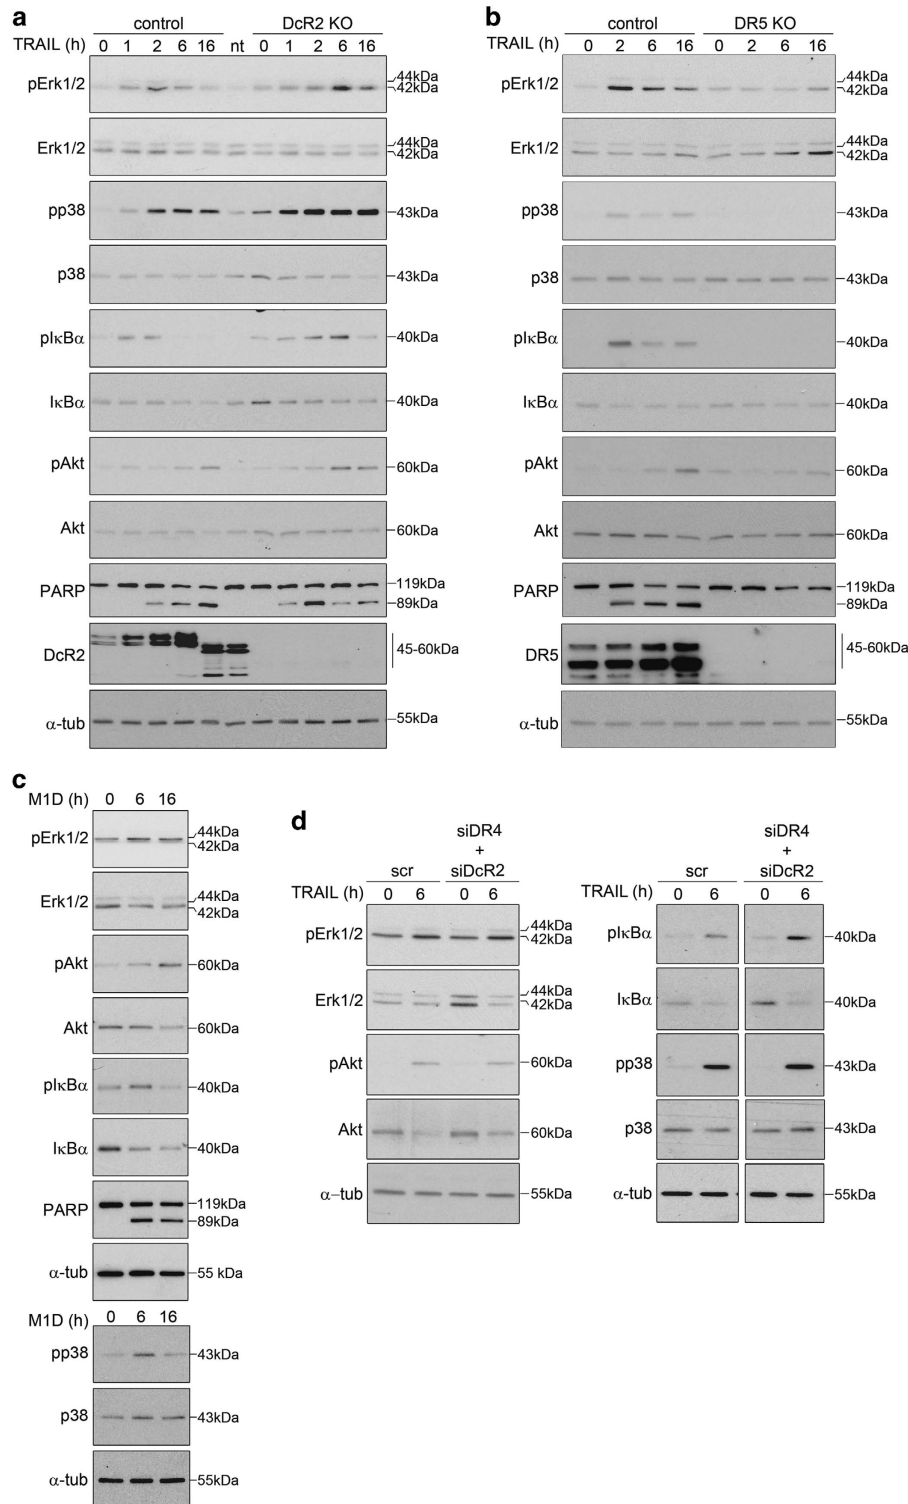 a
control DcR2 KO
TRAIL (h) 0 1 2 6 16 nt 0 1 2 6 16
pErk1/2 44kDa
42kDa
Erk1/2 44kDa
42kDa
pp38 43kDa
p38 43kDa
pIκBα 40kDa
IκBα 40kDa
pAkt 60kDa
Akt 60kDa
PARP 119kDa
89kDa
DcR2 45-60kDa
α-tub 55kDa
b
control DR5 KO
TRAIL (h) 0 2 6 16 0 2 6 16
pErk1/2 44kDa
42kDa
Erk1/2 44kDa
42kDa
pp38 43kDa
p38 43kDa
pIκBα 40kDa
IκBα 40kDa
pAkt 60kDa
Akt 60kDa
PARP 119kDa
89kDa
DR5 45-60kDa
α-tub 55kDa
c
M1D (h) 0 6 16
pErk1/2 44kDa
42kDa
Erk1/2 44kDa
42kDa
pAkt 60kDa
Akt 60kDa
pIκBα 40kDa
IκBα 40kDa
PARP 119kDa
89kDa
α-tub 55 kDa
M1D (h) 0 6 16
pp38 43kDa
p38 43kDa
α-tub 55kDa
d
siDR4
+
scr siDcR2
TRAIL (h) 0 6 0 6
pErk1/2 44kDa
42kDa
Erk1/2 44kDa
42kDa
pAkt 60kDa
Akt 60kDa
α-tub 55kDa
siDR4
+
scr siDcR2
TRAIL (h) 0 6 0 6
pIκBα 40kDa
IκBα 40kDa
pp38 43kDa
p38 43kDa
α-tub 55kDa